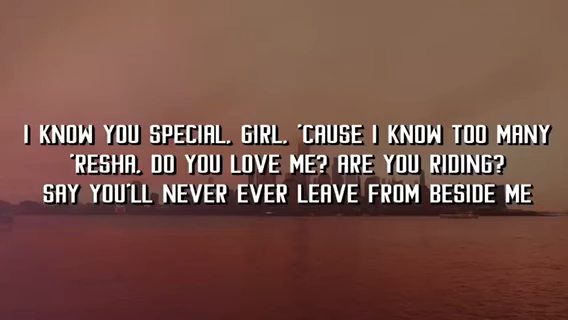 I KNOW YOU SPECIAL, GIRL, 'CAUSE I KNOW TOO MANY
'RESHA, DO YOU LOVE ME? ARE YOU RIDING?
SAY YOU'LL NEVER EVER LEAVE FROM BESIDE ME